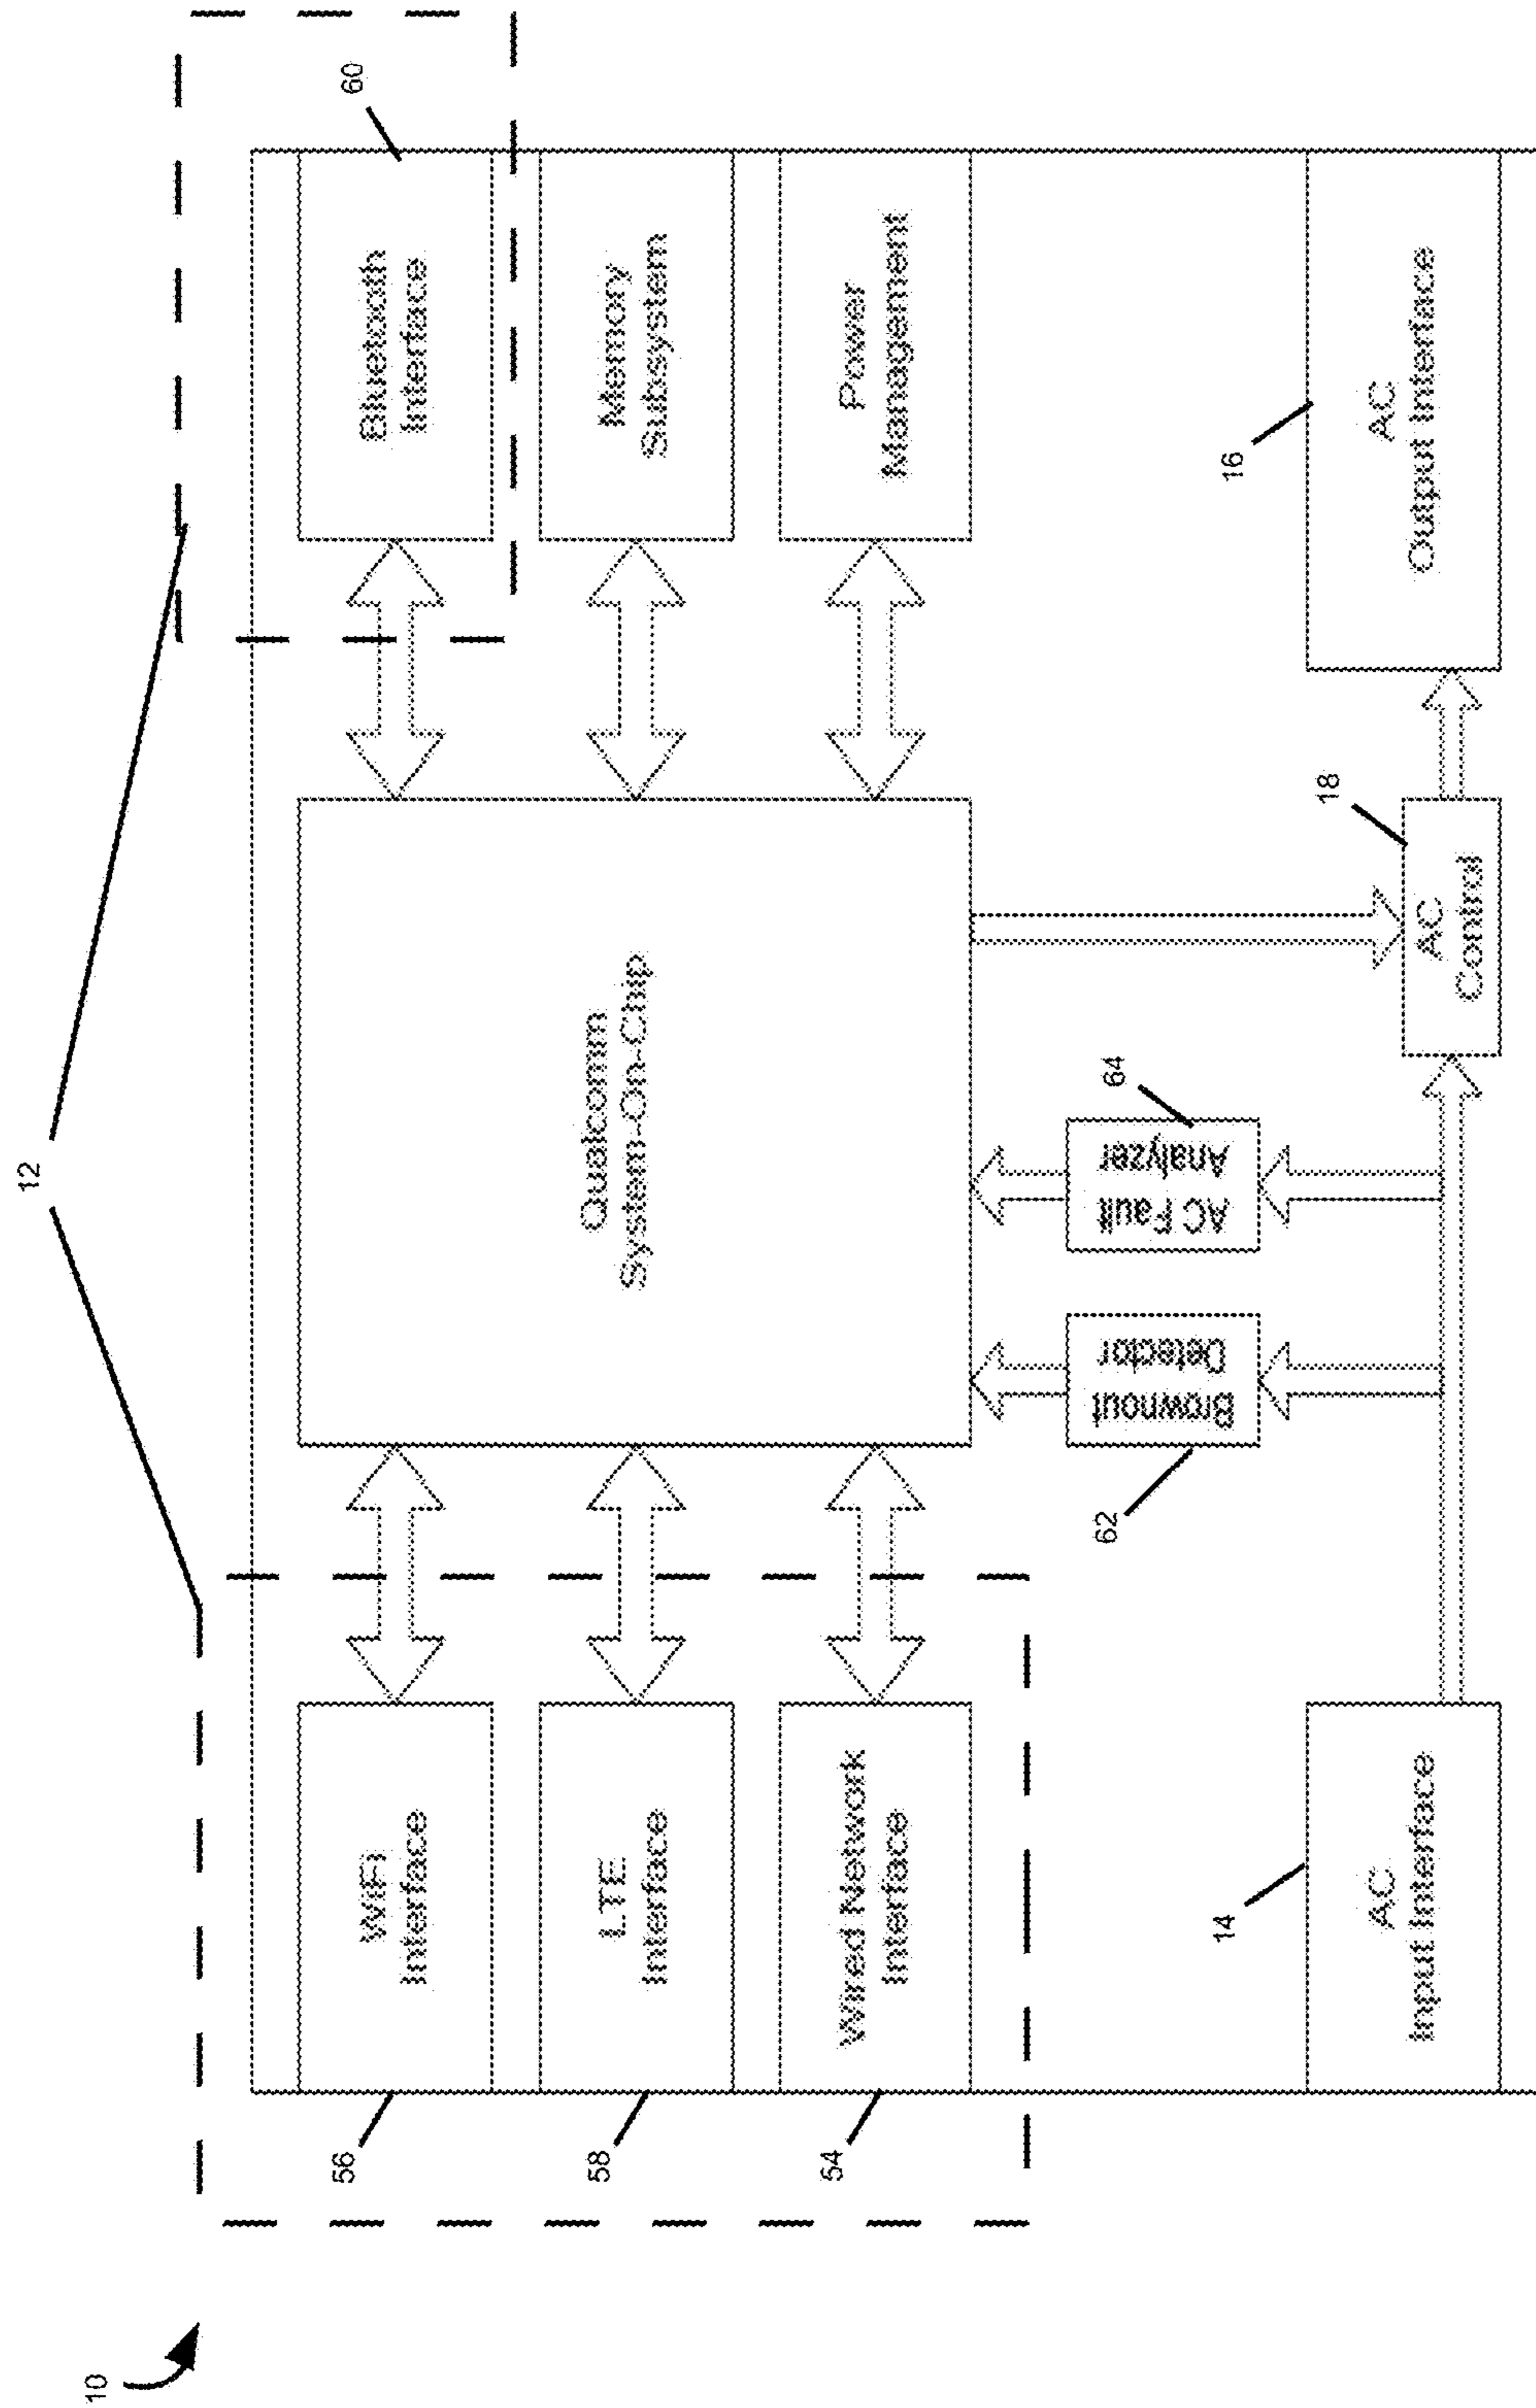 10
12
56
WiFi
Interface
58
LTE
Interface
54
Wired Network
Interface
Qualcomm
System-On-Chip
60
Bluetooth
Interface
Memory
Subsystem
Power
Management
62
Brownout
Detector
64
AC Fault
Analyzer
14
AC
Input Interface
18
AC
Control
16
AC
Output Interface